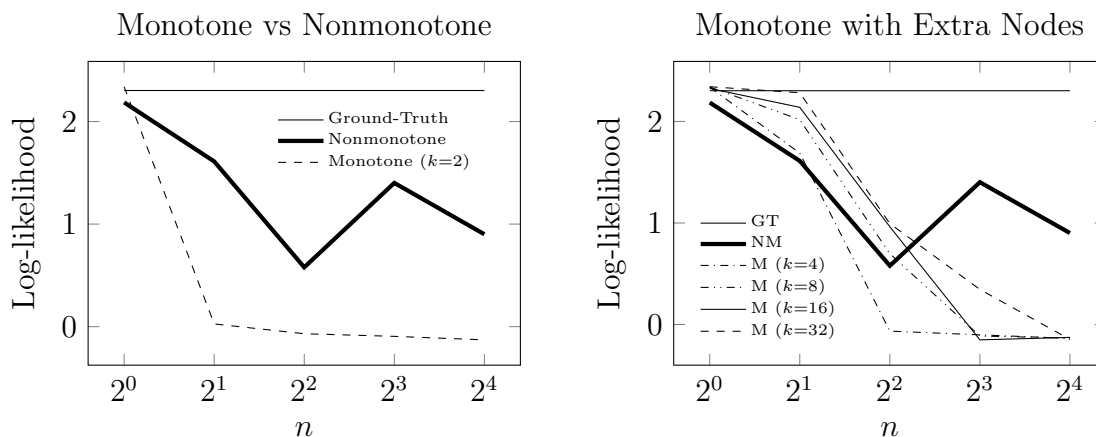 Monotone vs Nonmonotone
Log-likelihood
2
1
0
Ground-Truth
Nonmonotone
Monotone (k=2)
2^0 2^1 2^2 2^3 2^4
n
Monotone with Extra Nodes
Log-likelihood
2
1
0
GT
NM
M (k=4)
M (k=8)
M (k=16)
M (k=32)
2^0 2^1 2^2 2^3 2^4
n